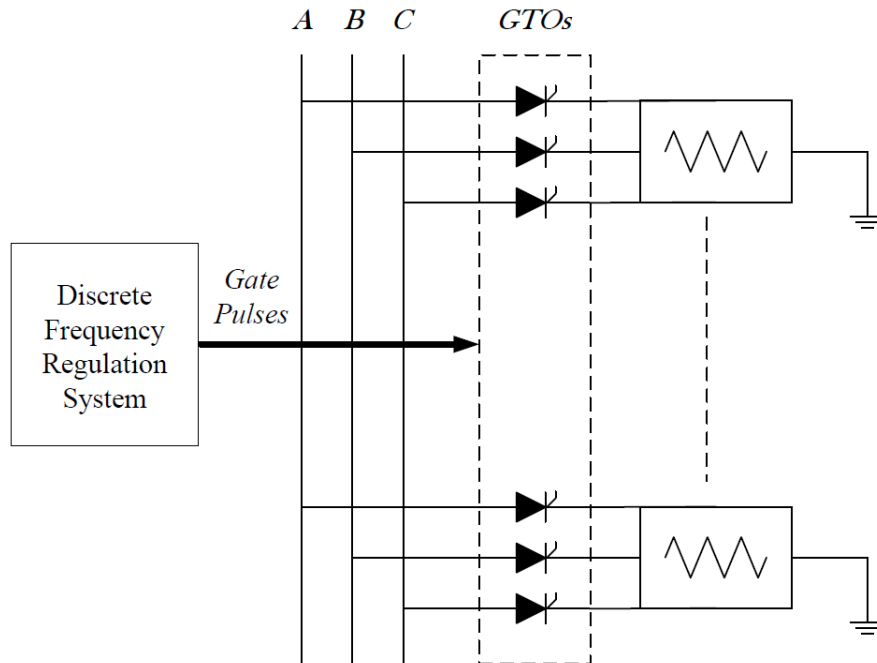 A B C GTOs
Gate
Pulses
Discrete
Frequency
Regulation
System